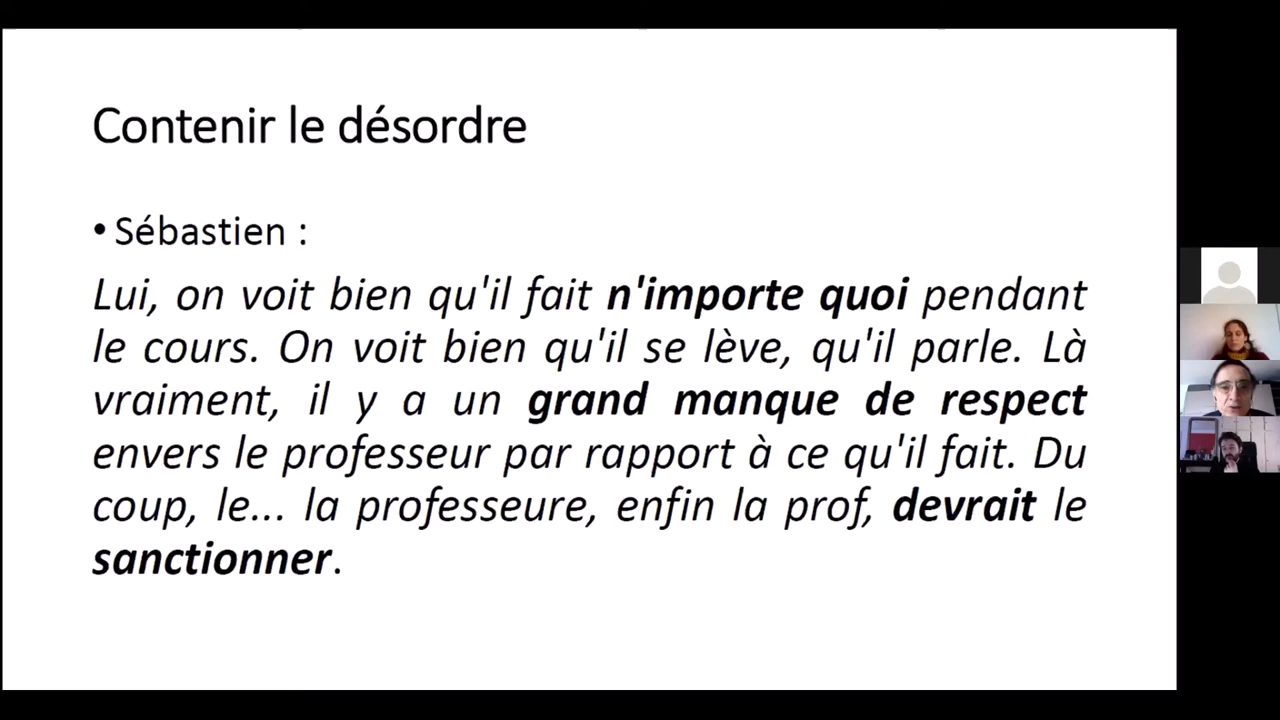 Contenir le désordre
• Sébastien :
Lui, on voit bien qu'il fait n'importe quoi pendant
le cours. On voit bien qu'il se lève, qu'il parle. Là
vraiment, il y a un grand manque de respect
envers le professeur par rapport à ce qu'il fait. Du
coup, le... la professeure, enfin la prof, devrait le
sanctionner.